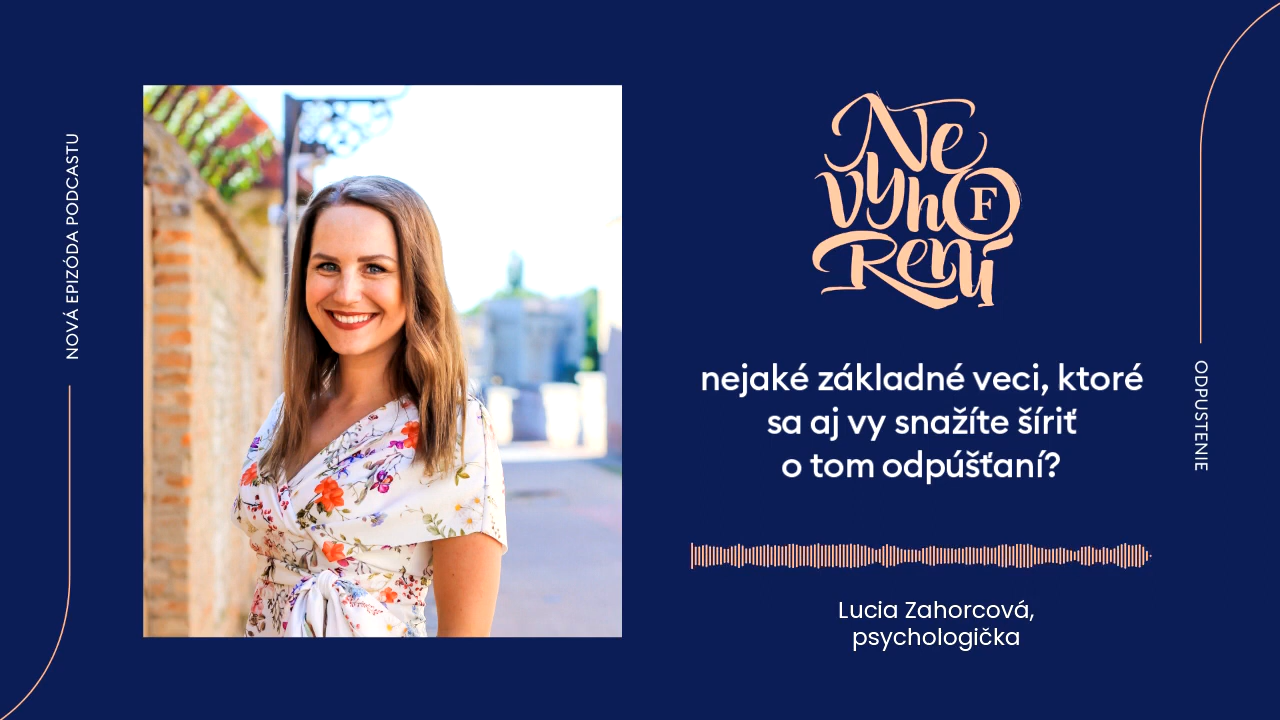 NOVÁ EPIZÓDA PODCASTU
Ne
vyho
F
Rení
nejaké základné veci, ktoré
sa aj vy snažíte šíriť
o tom odpúšťaní?
Lucia Zahorcová,
psychologička
ODPUSTENIE